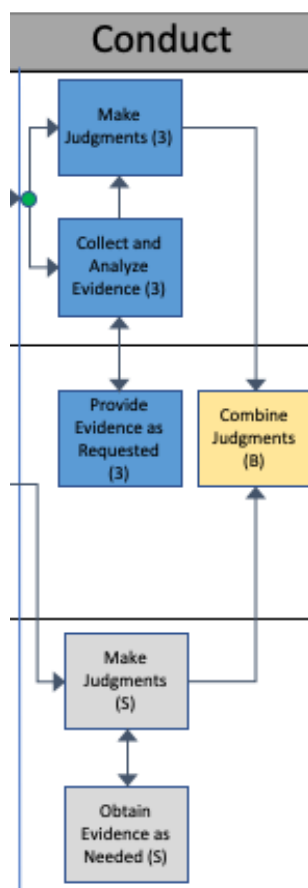 Conduct
Make
Judgments (3)
Collect and
Analyze
Evidence (3)
Provide
Evidence as
Requested
(3)
Combine
Judgments
(B)
Make
Judgments
(S)
Obtain
Evidence as
Needed (S)